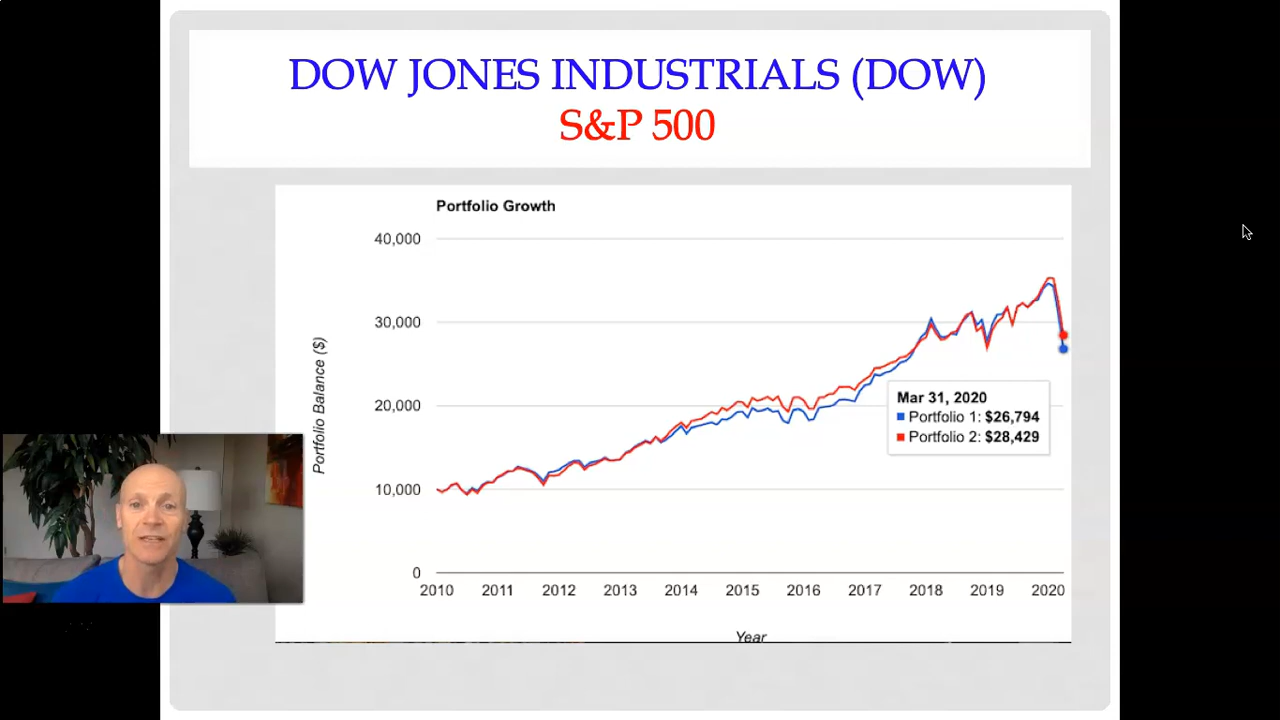 DOW JONES INDUSTRIALS (DOW)
S&P 500
Portfolio Growth
40,000
30,000
20,000
10,000
0
Portfolio Balance ($)
Mar 31, 2020
Portfolio 1: $26,794
Portfolio 2: $28,429
2010 2011 2012 2013 2014 2015 2016 2017 2018 2019 2020
Year